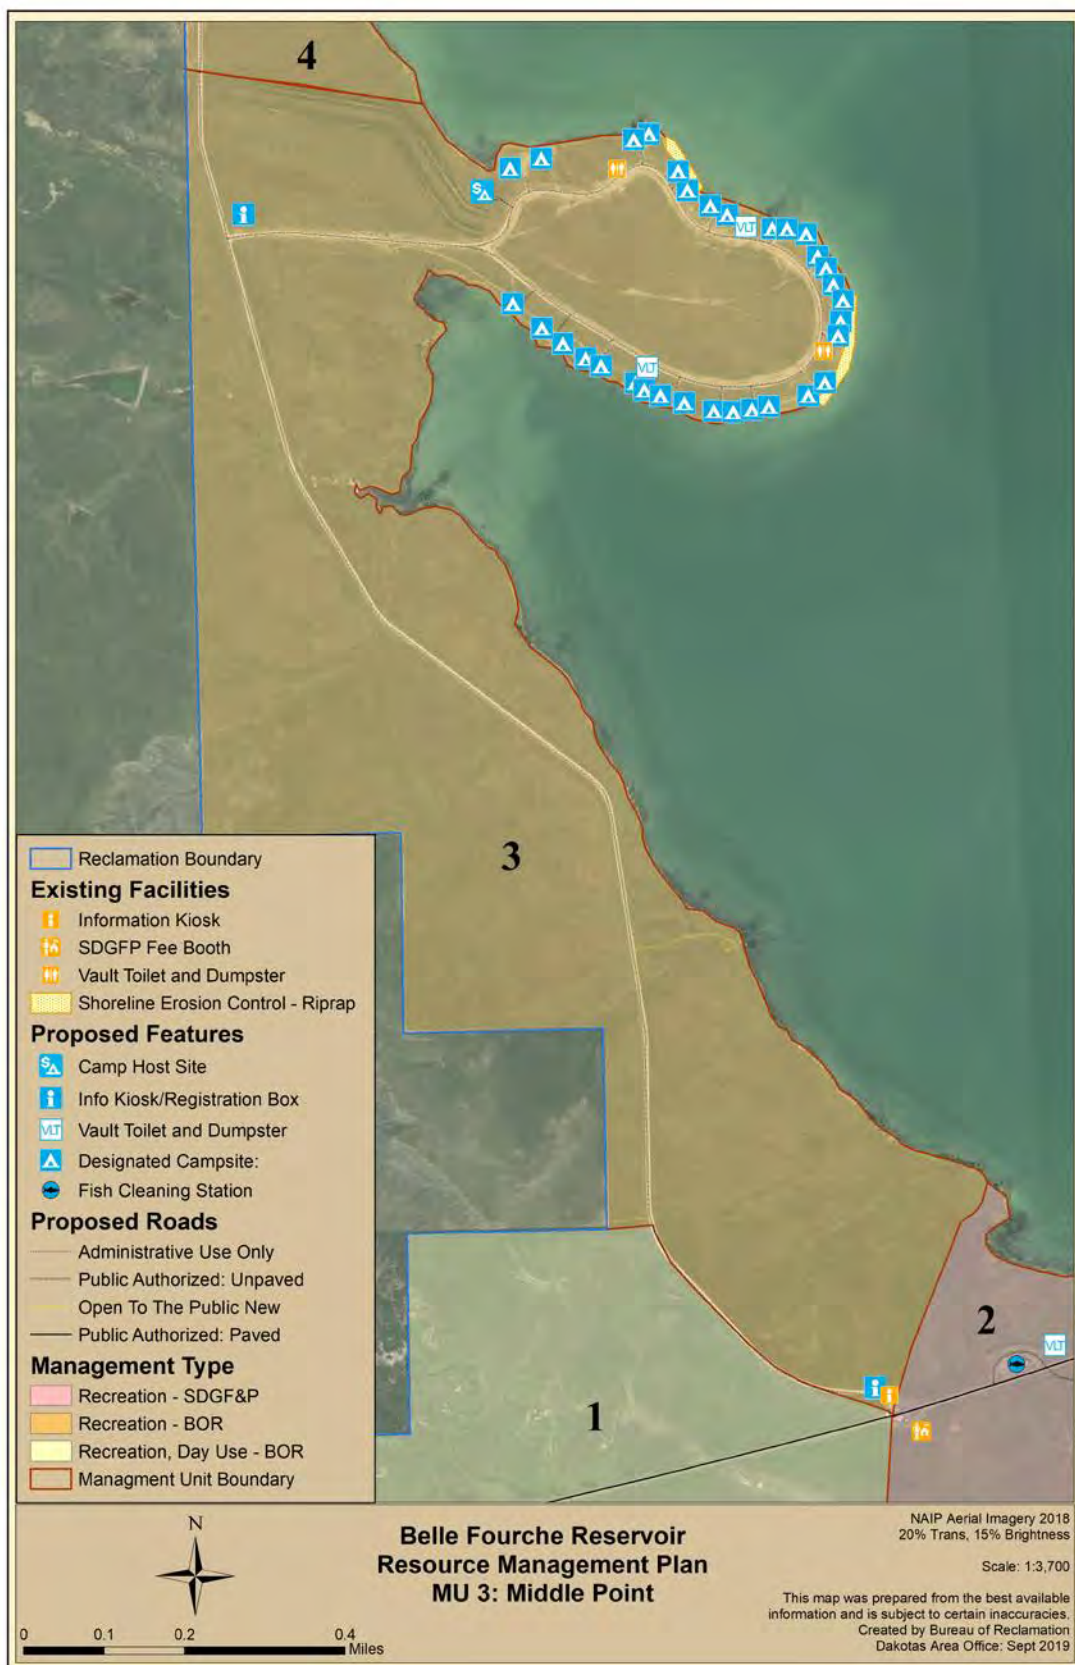 4
3
2
1
VLT
VLT
VLT
S
Reclamation Boundary
Existing Facilities
Information Kiosk
SDGFP Fee Booth
Vault Toilet and Dumpster
Shoreline Erosion Control - Riprap
Proposed Features
S
Camp Host Site
Info Kiosk/Registration Box
VLT
Vault Toilet and Dumpster
Designated Campsite:
Fish Cleaning Station
Proposed Roads
Administrative Use Only
Public Authorized: Unpaved
Open To The Public New
Public Authorized: Paved
Management Type
Recreation - SDGF&P
Recreation - BOR
Recreation, Day Use - BOR
Managment Unit Boundary
N
0 0.1 0.2 0.4
Miles
Belle Fourche Reservoir
Resource Management Plan
MU 3: Middle Point
NAIP Aerial Imagery 2018
20% Trans, 15% Brightness
Scale: 1:3,700
This map was prepared from the best available
information and is subject to certain inaccuracies.
Created by Bureau of Reclamation
Dakotas Area Office: Sept 2019